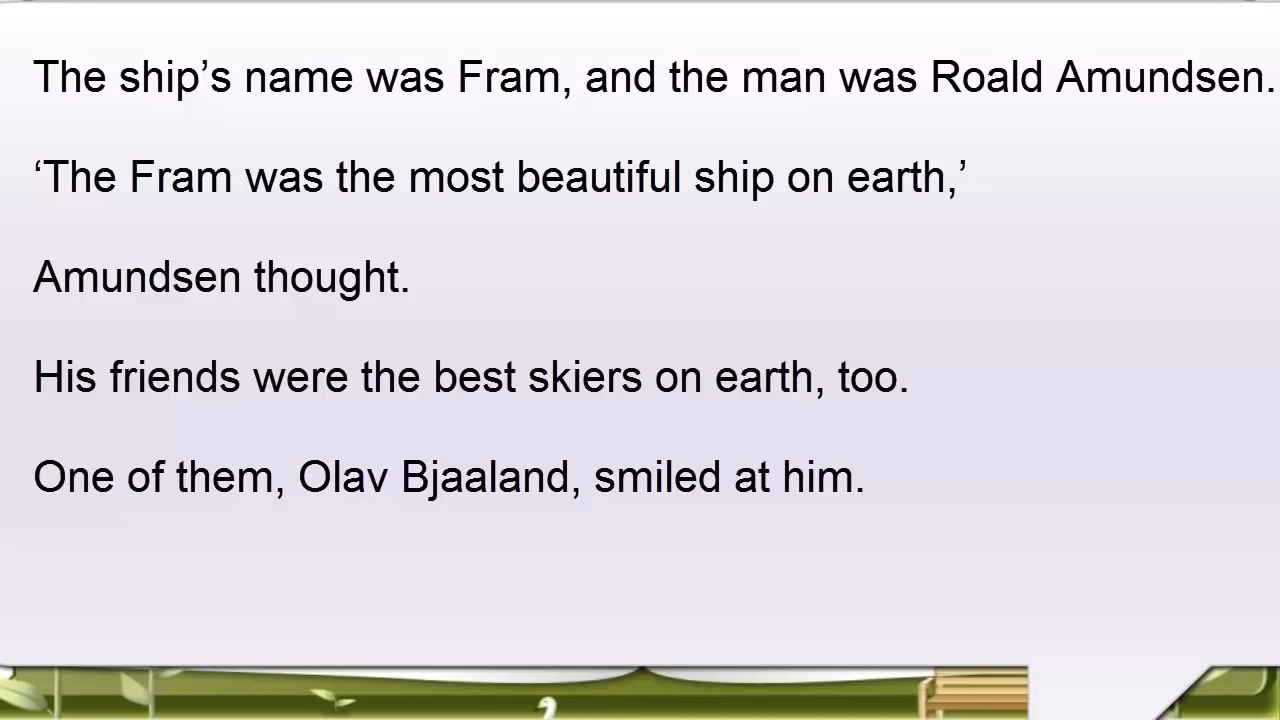 The ship’s name was Fram, and the man was Roald Amundsen.
‘The Fram was the most beautiful ship on earth,’
Amundsen thought.
His friends were the best skiers on earth, too.
One of them, Olav Bjaaland, smiled at him.